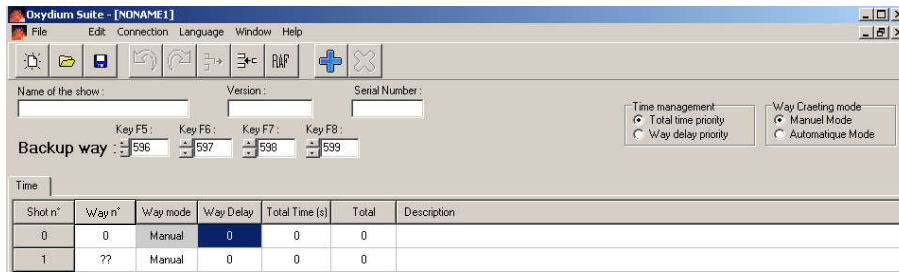 Oxydium Suite - [NONAME1]
File Edit Connection Language Window Help
RAF
Name of the show : Version : Serial Number :
Time management Way Craeting mode
Total time priority Manuel Mode
Way delay priority Automatique Mode
Key F5 : Key F6 : Key F7 : Key F8 :
Backup way : 596 597 598 599
Time
Shot n° Way n° Way mode Way Delay Total Time (s) Total Description
0 0 Manual 0 0 0
1 ?? Manual 0 0 0